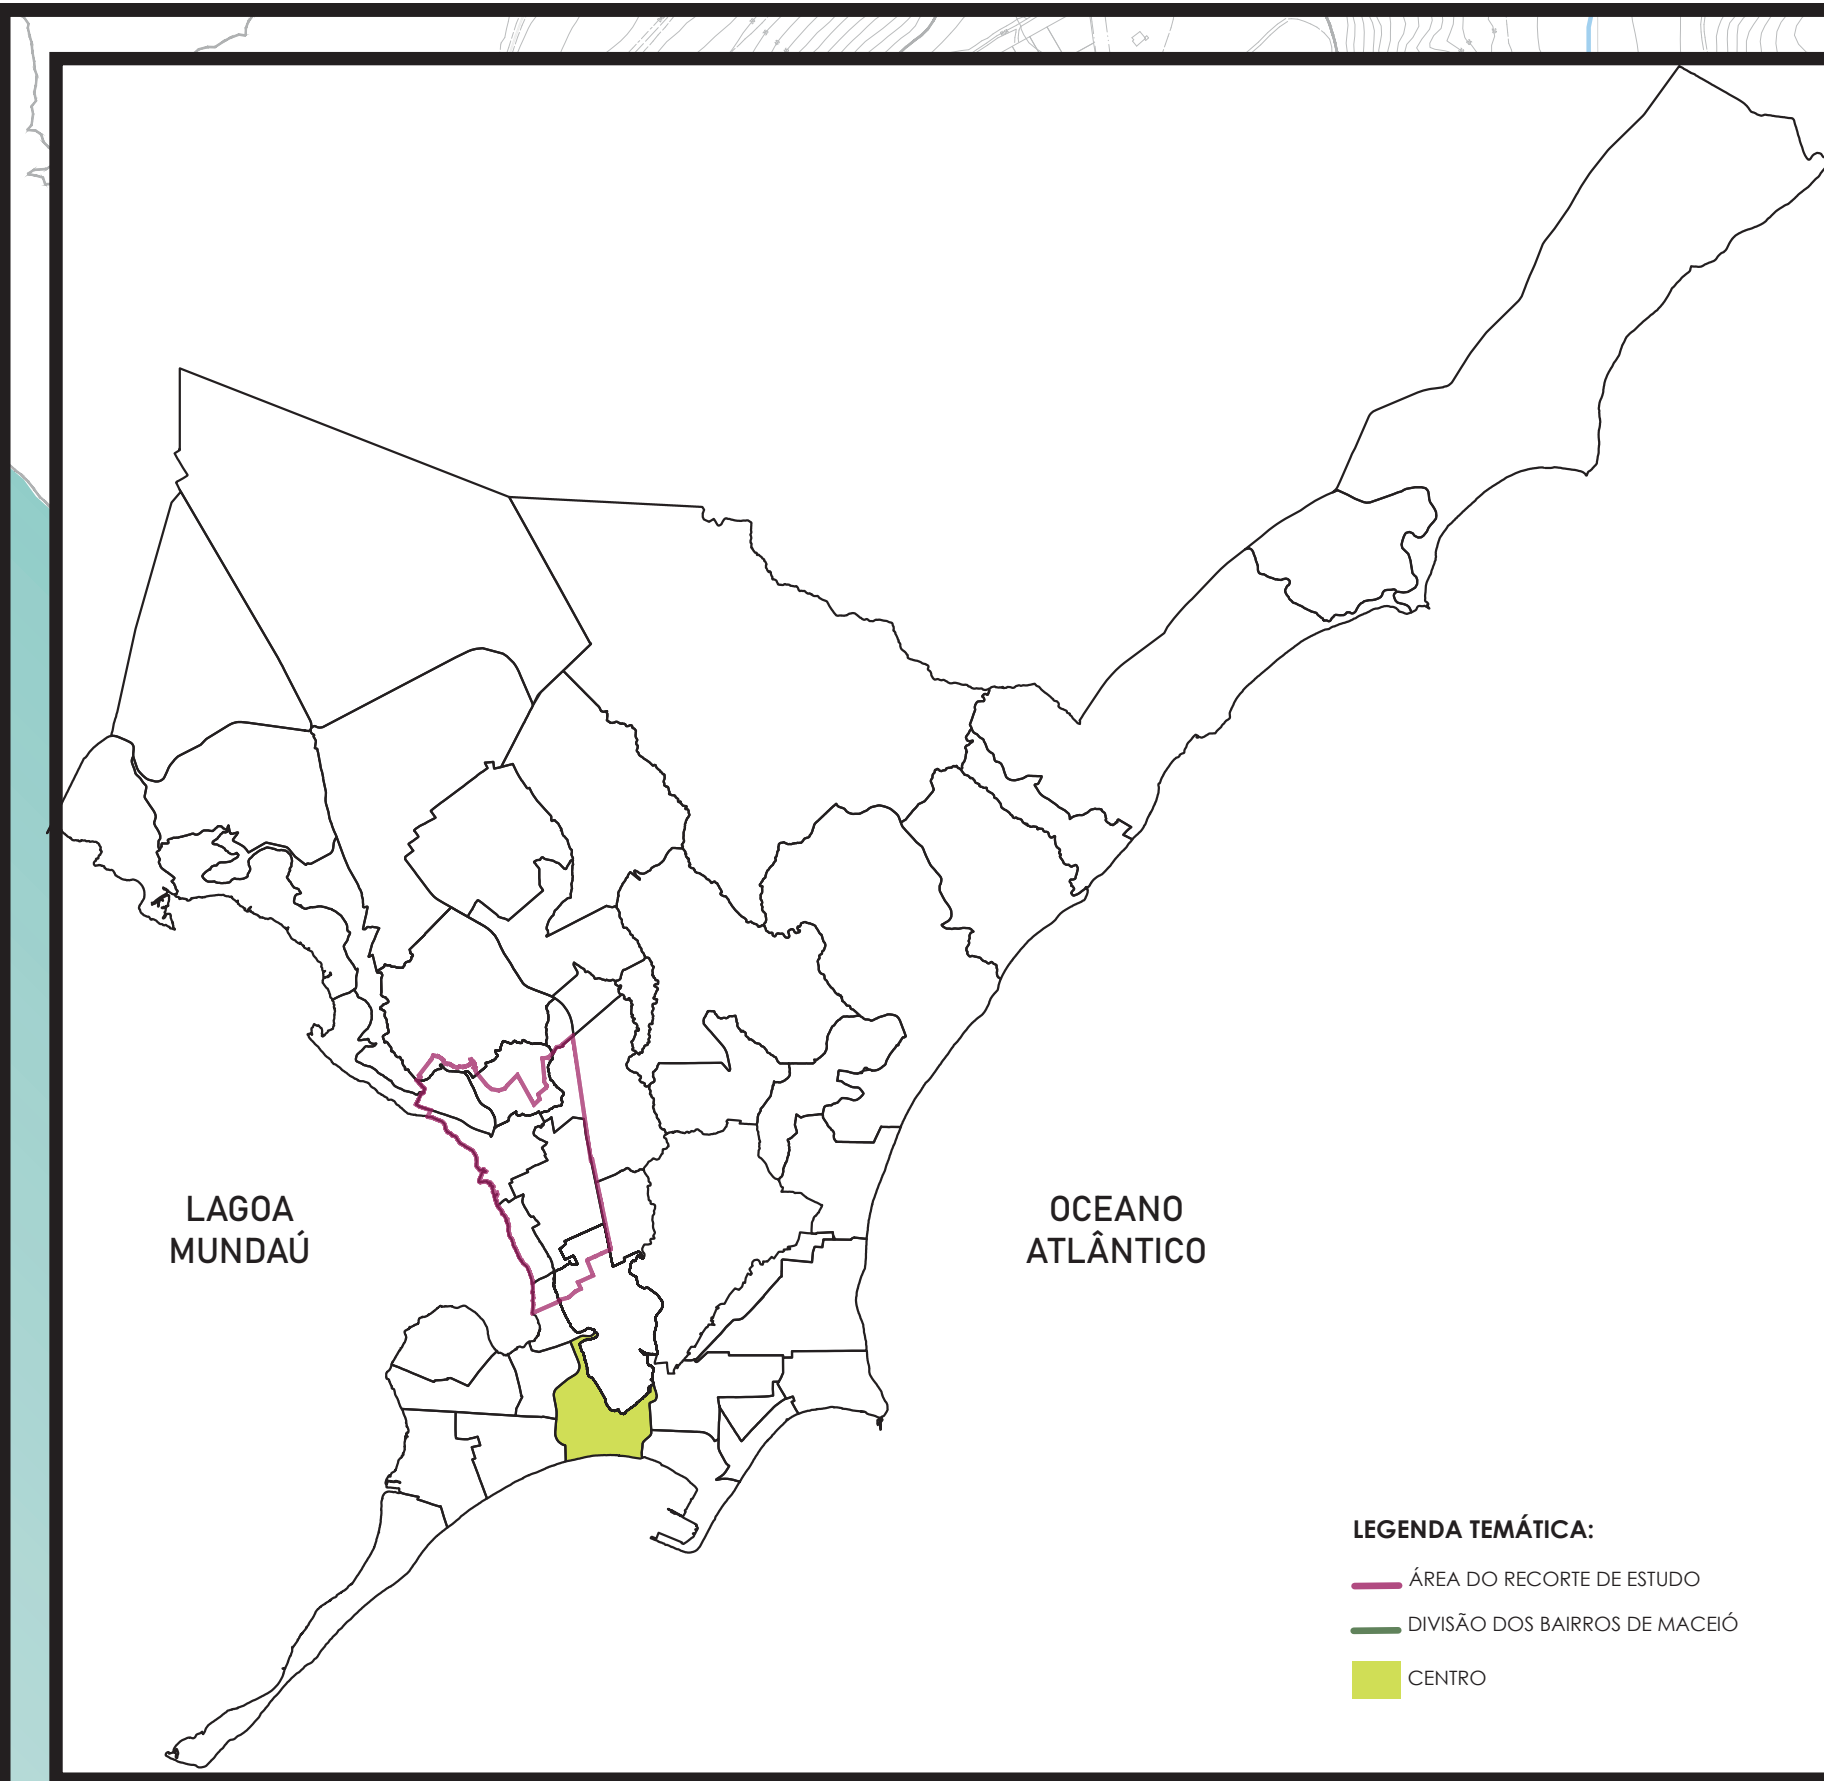 LAGOA
MUNDAÚ
OCEANO
ATLÂNTICO
LEGENDA TEMÁTICA:
ÁREA DO RECORTE DE ESTUDO
DIVISÃO DOS BAIRROS DE MACEIÓ
CENTRO